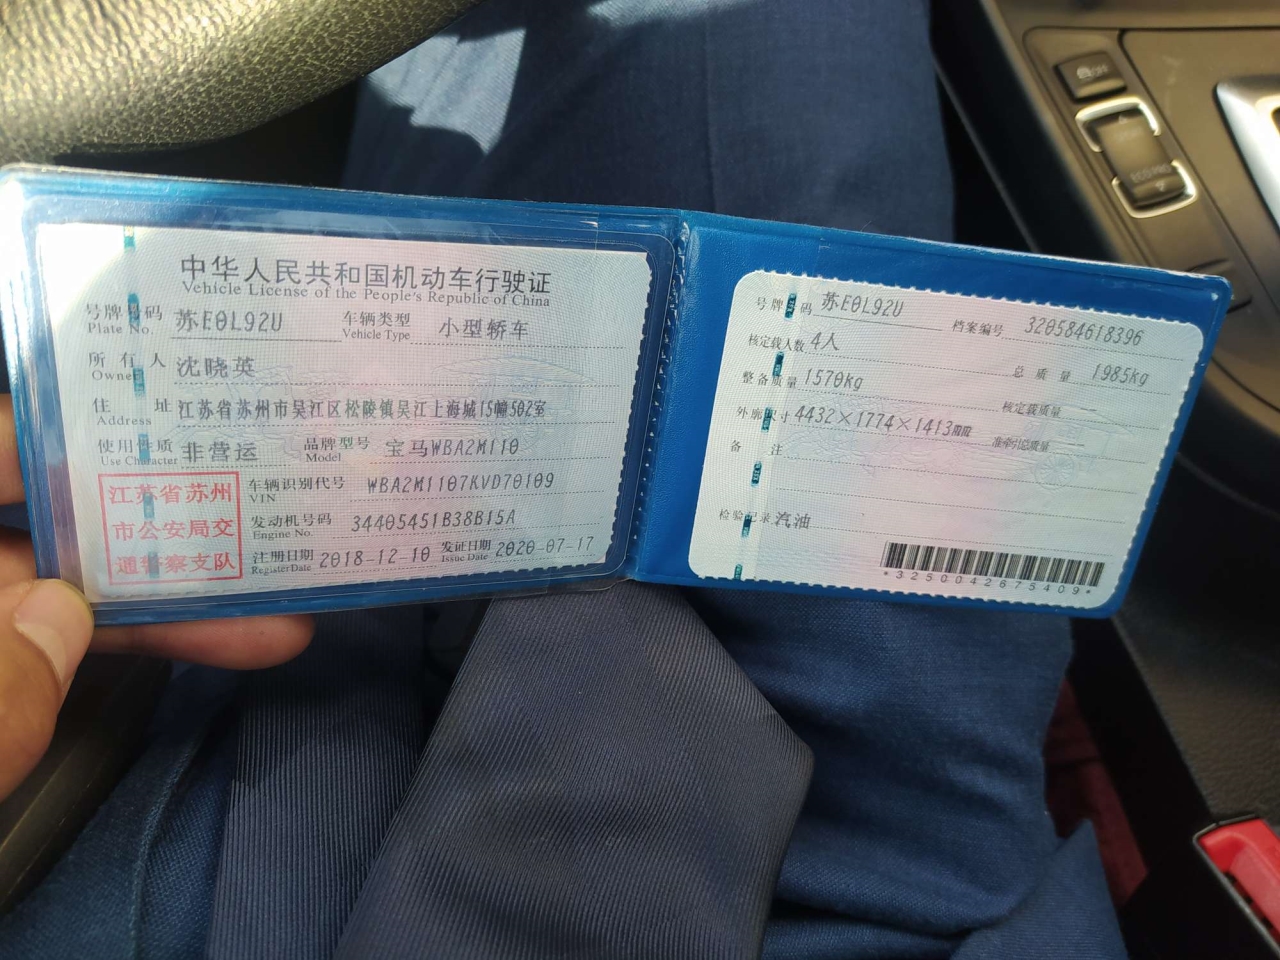 中华人民共和国机动车行驶证
Vehicle License of the People's Republic of China
号牌号码 苏E0L92U 车辆类型 小型轿车
Plate No. Vehicle Type
所有人 沈晓英
Owner
住址 江苏省苏州市吴江区松陵镇吴江上海城15幢502室
Address
使用性质 非营运 品牌型号 宝马WBA2M110
Use Character Model
江苏省苏州
市公安局交
通警察支队
车辆识别代号 WBA2M1107KVD70109
VIN
发动机号码 34405451B38B15A
Engine No.
注册日期 2018-12-10 发证日期 2020-07-17
Register Date Issue Date
号牌号码 苏E0L92U 档案编号 320584618396
核定载人数 4人 总质量 1985kg
整备质量 1570kg 核定载质量 —
外廓尺寸 4432×1774×1413mm 准牵引总质量 —
备注
检验记录 汽油
*3250042675409*
OFF
ECO PRO